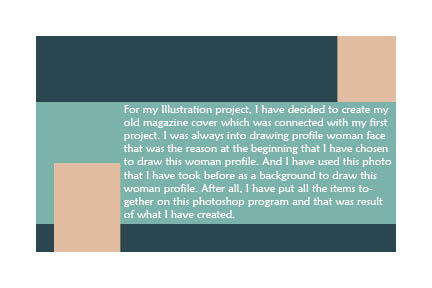 For my Illustration project, I have decided to create my
old magazine cover which was connected with my first
project. I was always into drawing profile woman face
that was the reason at the beginning that I have chosen
to draw this woman profile. And I have used this photo
that I have took before as a background to draw this
woman profile. After all, I have put all the items to-
gether on this photoshop program and that was result
of what I have created.